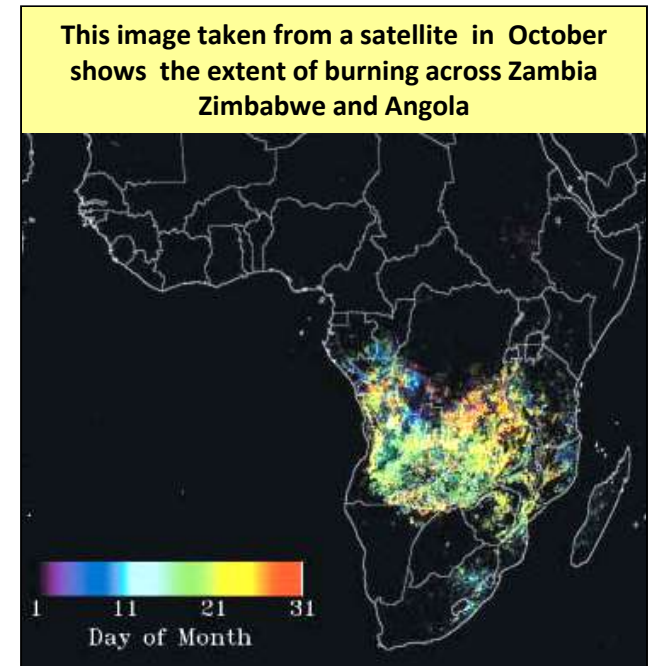 This image taken from a satellite in October
shows the extent of burning across Zambia
Zimbabwe and Angola
1 11 21 31
Day of Month